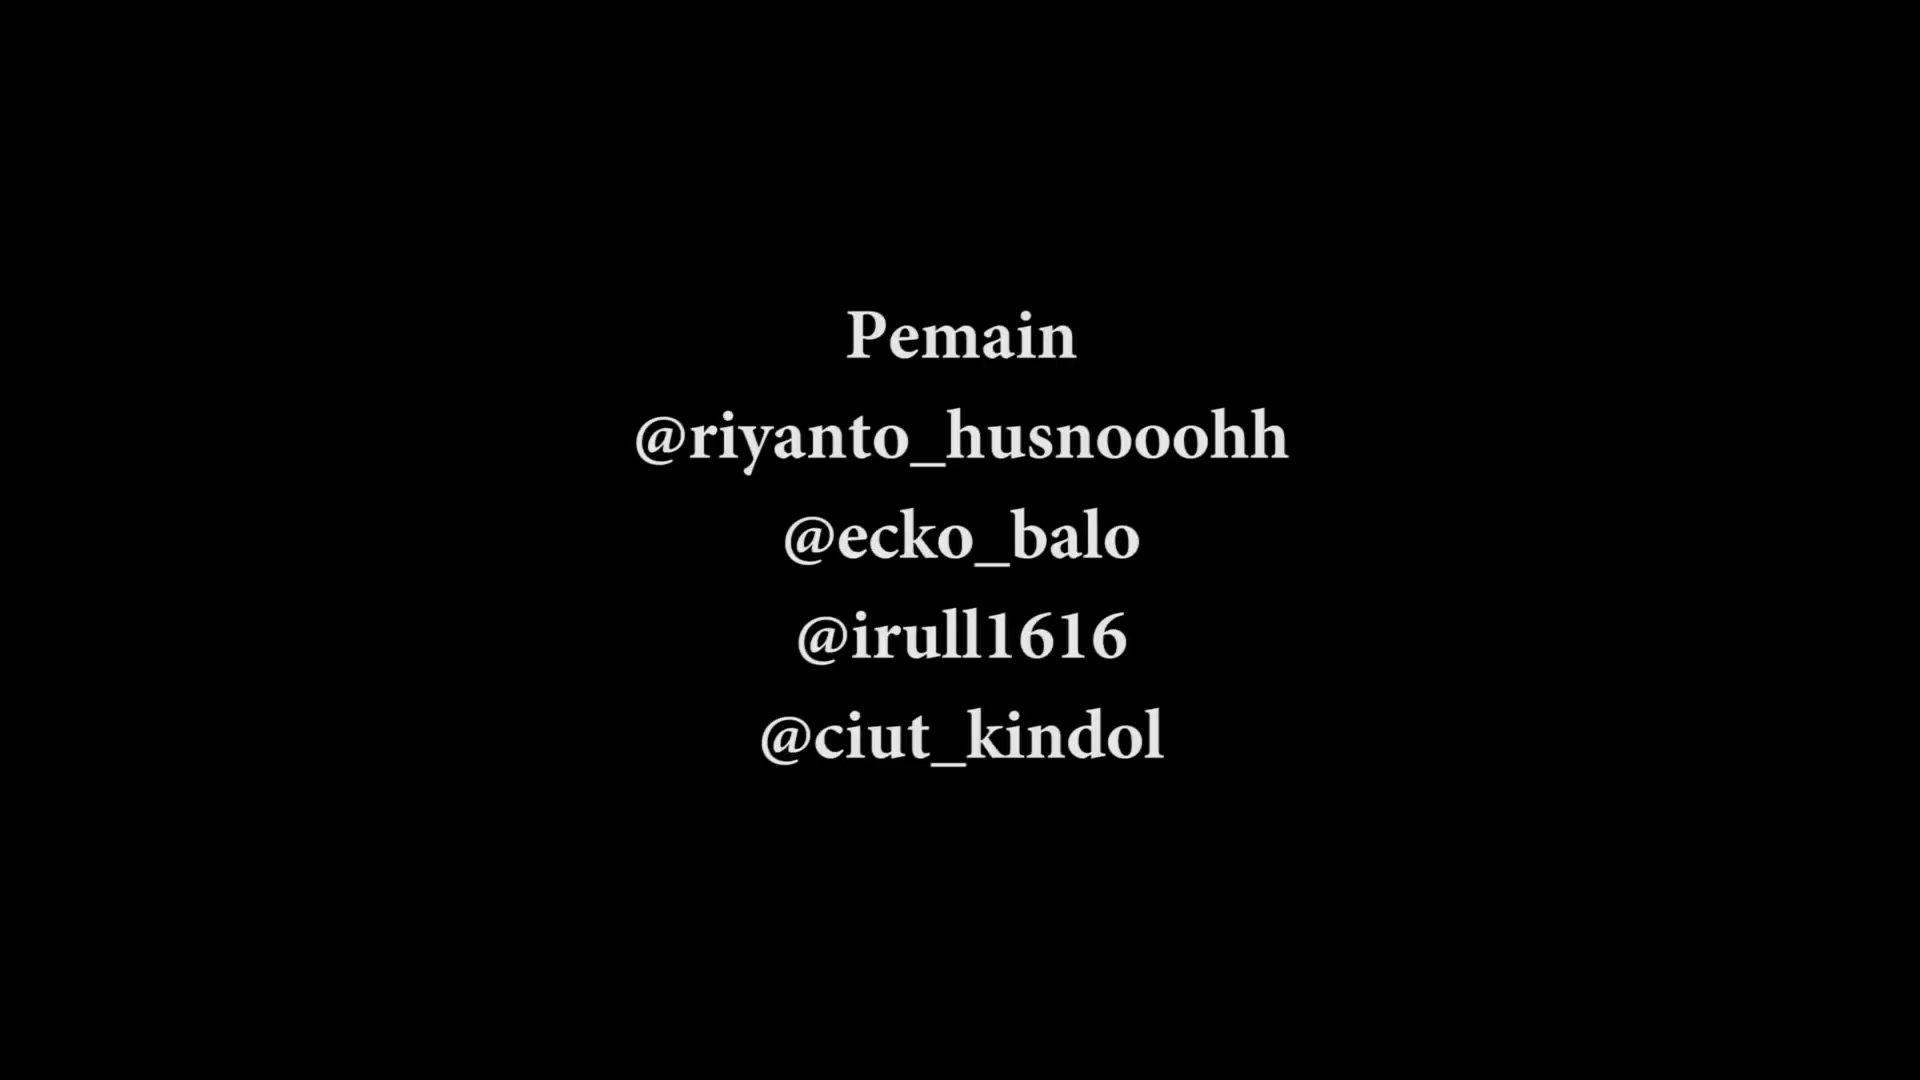 Pemain
@riyanto_husnooohh
@ecko_balo
@irull1616
@ciut_kindol